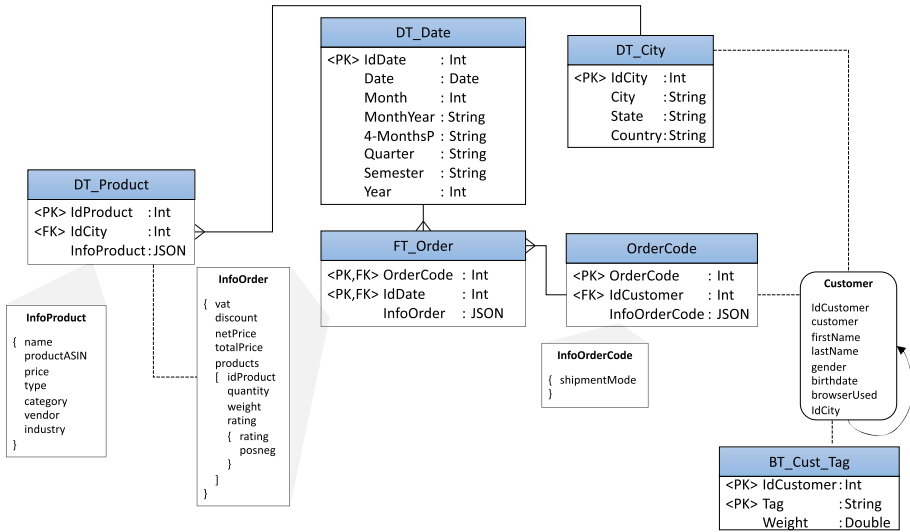 DT_Date
<PK> IdDate : Int
Date : Date
Month : Int
MonthYear : String
4-MonthsP : String
Quarter : String
Semester : String
Year : Int
DT_City
<PK> IdCity : Int
City : String
State : String
Country : String
DT_Product
<PK> IdProduct : Int
<FK> IdCity : Int
InfoProduct : JSON
FT_Order
<PK,FK> OrderCode : Int
<PK,FK> IdDate : Int
InfoOrder : JSON
OrderCode
<PK> OrderCode : Int
<FK> IdCustomer : Int
InfoOrderCode : JSON
InfoProduct
{ name
productASIN
price
type
category
vendor
industry
}
InfoOrder
{ vat
discount
netPrice
totalPrice
products
[ idProduct
quantity
weight
rating
{ rating
posneg
}
]
}
InfoOrderCode
{ shipmentMode
}
Customer
IdCustomer
customer
firstName
lastName
gender
birthdate
browserUsed
IdCity
BT_Cust_Tag
<PK> IdCustomer : Int
<PK> Tag : String
Weight : Double